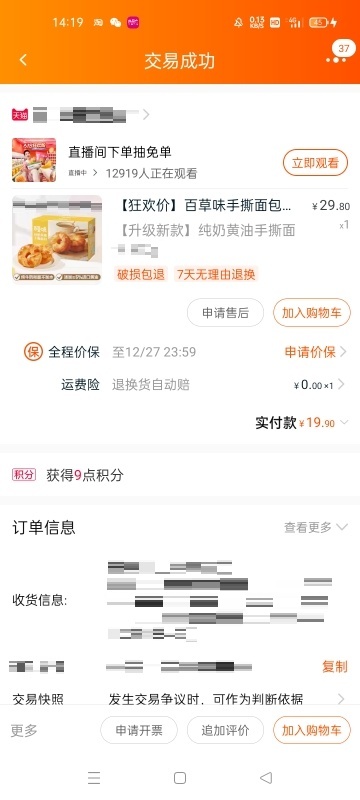 14:19 淘
0.13 KB/S HD 4G 5
交易成功
37
天猫
直播间下单抽免单
直播中 > 12919人正在观看
立即观看
【狂欢价】百草味手撕面包... ¥29.80
【升级新款】纯奶黄油手撕面 x1
破损包退 7天无理由退换
申请售后 加入购物车
保 全程价保 至12/27 23:59 申请价保
运费险 退换货自动赔 ¥0.00×1
实付款 ¥19.90
积分 获得9点积分
订单信息 查看更多
收货信息:
复制
交易快照 发生交易争议时，可作为判断依据
更多 申请开票 追加评价 加入购物车